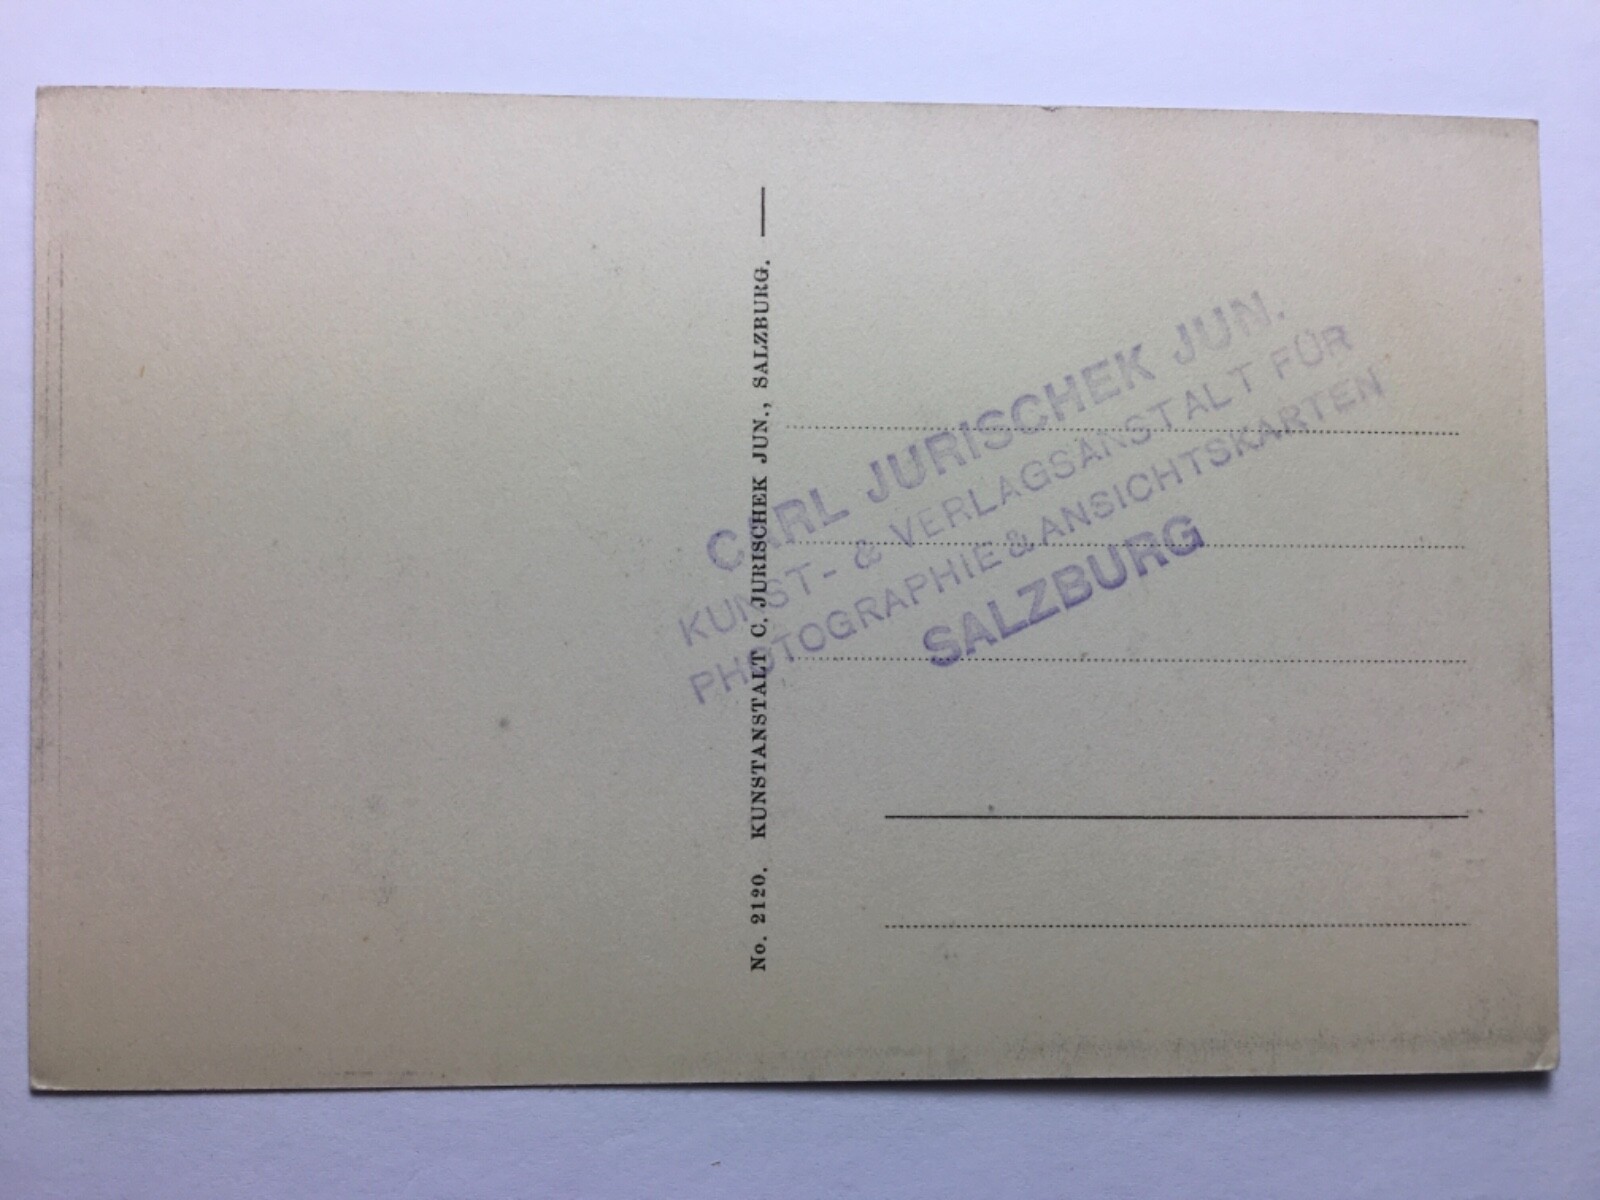 No. 2120. KUNSTANSTALT C. JURISCHEK JUN., SALZBURG.
CARL JURISCHEK JUN.
KUNST- & VERLAGSANSTALT FÜR
PHOTOGRAPHIE & ANSICHTSKARTEN
SALZBURG